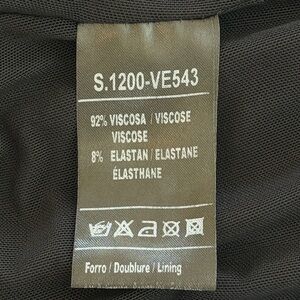 S.1200-VE543
92% VISCOSA / VISCOSE
VISCOSE
8% ELASTAN / ELASTANE
ÉLASTHANE
Forro / Doublure / Lining